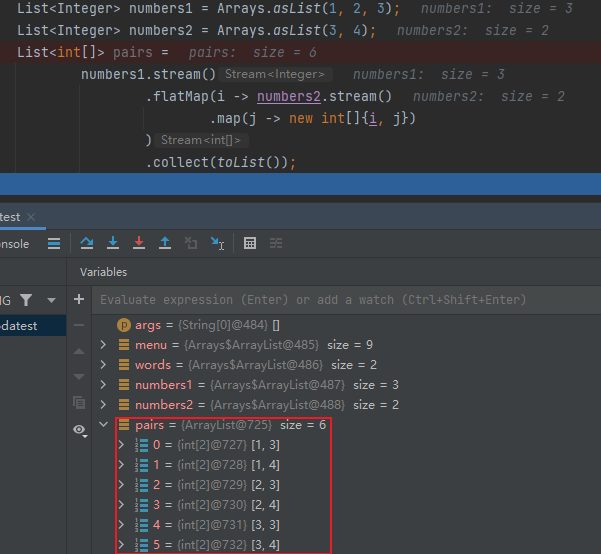 List<Integer> numbers1 = Arrays.asList(1, 2, 3); numbers1: size = 3
List<Integer> numbers2 = Arrays.asList(3, 4); numbers2: size = 2
List<int[]> pairs = pairs: size = 6
numbers1.stream() Stream<Integer> numbers1: size = 3
.flatMap(i -> numbers2.stream() numbers2: size = 2
.map(j -> new int[]{i, j})
) Stream<int[]>
.collect(toList());
test ×
onsole
Variables
NG
Evaluate expression (Enter) or add a watch (Ctrl+Shift+Enter)
datest
p args = {String[0]@484} []
menu = {Arrays$ArrayList@485} size = 9
words = {Arrays$ArrayList@486} size = 2
numbers1 = {Arrays$ArrayList@487} size = 3
numbers2 = {Arrays$ArrayList@488} size = 2
pairs = {ArrayList@725} size = 6
0 = {int[2]@727} [1, 3]
1 = {int[2]@728} [1, 4]
2 = {int[2]@729} [2, 3]
3 = {int[2]@730} [2, 4]
4 = {int[2]@731} [3, 3]
5 = {int[2]@732} [3, 4]